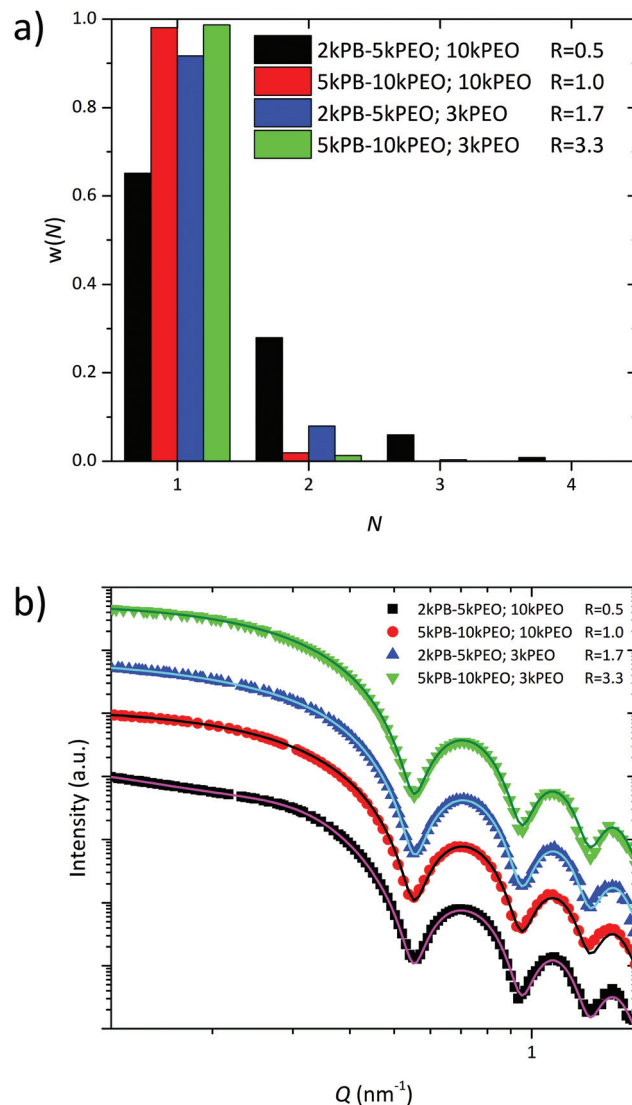 a)
1.0
0.8
0.6
0.4
0.2
0.0
w(N)
2kPB-5kPEO; 10kPEO R=0.5
5kPB-10kPEO; 10kPEO R=1.0
2kPB-5kPEO; 3kPEO R=1.7
5kPB-10kPEO; 3kPEO R=3.3
1 2 3 4
N
b)
2kPB-5kPEO; 10kPEO R=0.5
5kPB-10kPEO; 10kPEO R=1.0
2kPB-5kPEO; 3kPEO R=1.7
5kPB-10kPEO; 3kPEO R=3.3
Intensity (a.u.)
1
Q (nm⁻¹)